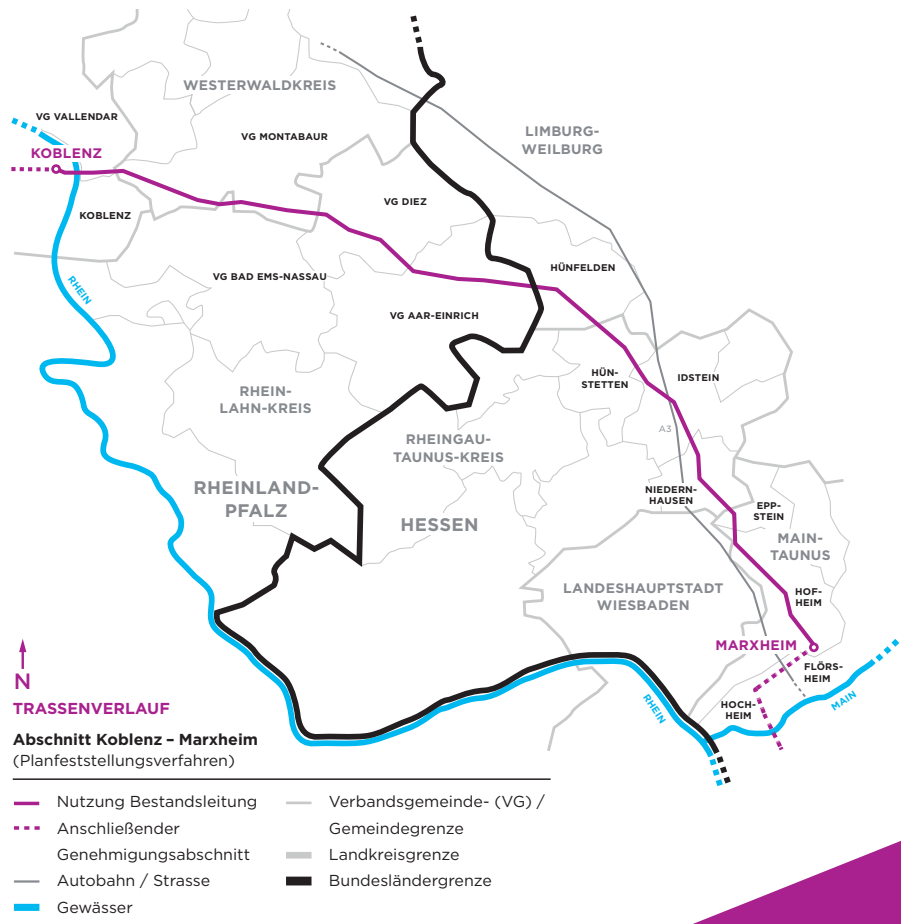 WESTERWALDKREIS
VG VALLENDAR
VG MONTABAUR
LIMBURG-
WEILBURG
KOBLENZ
VG DIEZ
KOBLENZ
HÜNFELDEN
VG BAD EMS-NASSAU
RHEIN
VG AAR-EINRICH
HÜN-
STETTEN
IDSTEIN
RHEIN-
LAHN-KREIS
A3
RHEINGAU-
TAUNUS-KREIS
RHEINLAND-
PFALZ
NIEDERN-
HAUSEN
EPP-
STEIN
HESSEN
MAIN-
TAUNUS
LANDESHAUPTSTADT
WIESBADEN
HOF-
HEIM
MARXHEIM
FLÖRS-
HEIM
RHEIN
HOCH-
HEIM
MAIN
N
TRASSENVERLAUF
Abschnitt Koblenz – Marxheim
(Planfeststellungsverfahren)
Nutzung Bestandsleitung
Anschließender
Genehmigungsabschnitt
Autobahn / Strasse
Gewässer
Verbandsgemeinde- (VG) /
Gemeindegrenze
Landkreisgrenze
Bundesländergrenze